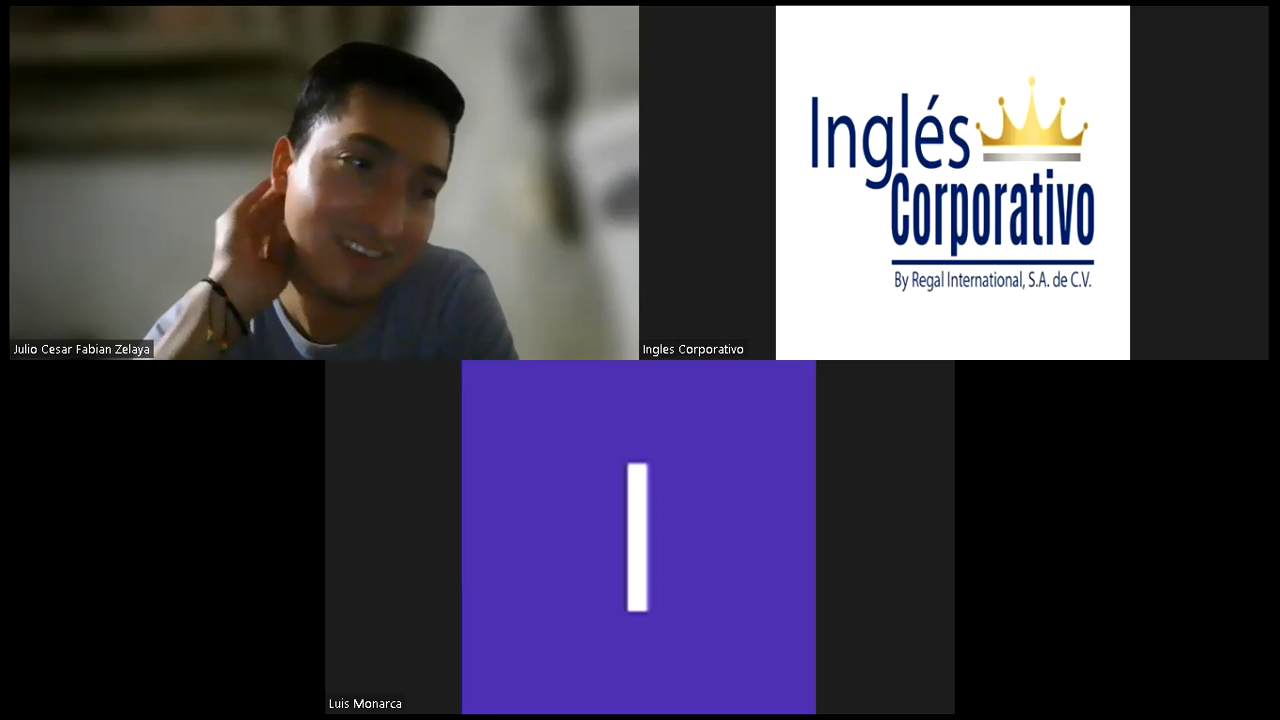 Inglés
Corporativo
By Regal International, S.A. de C.V.
Julio Cesar Fabian Zelaya
Ingles Corporativo
l
Luis Monarca